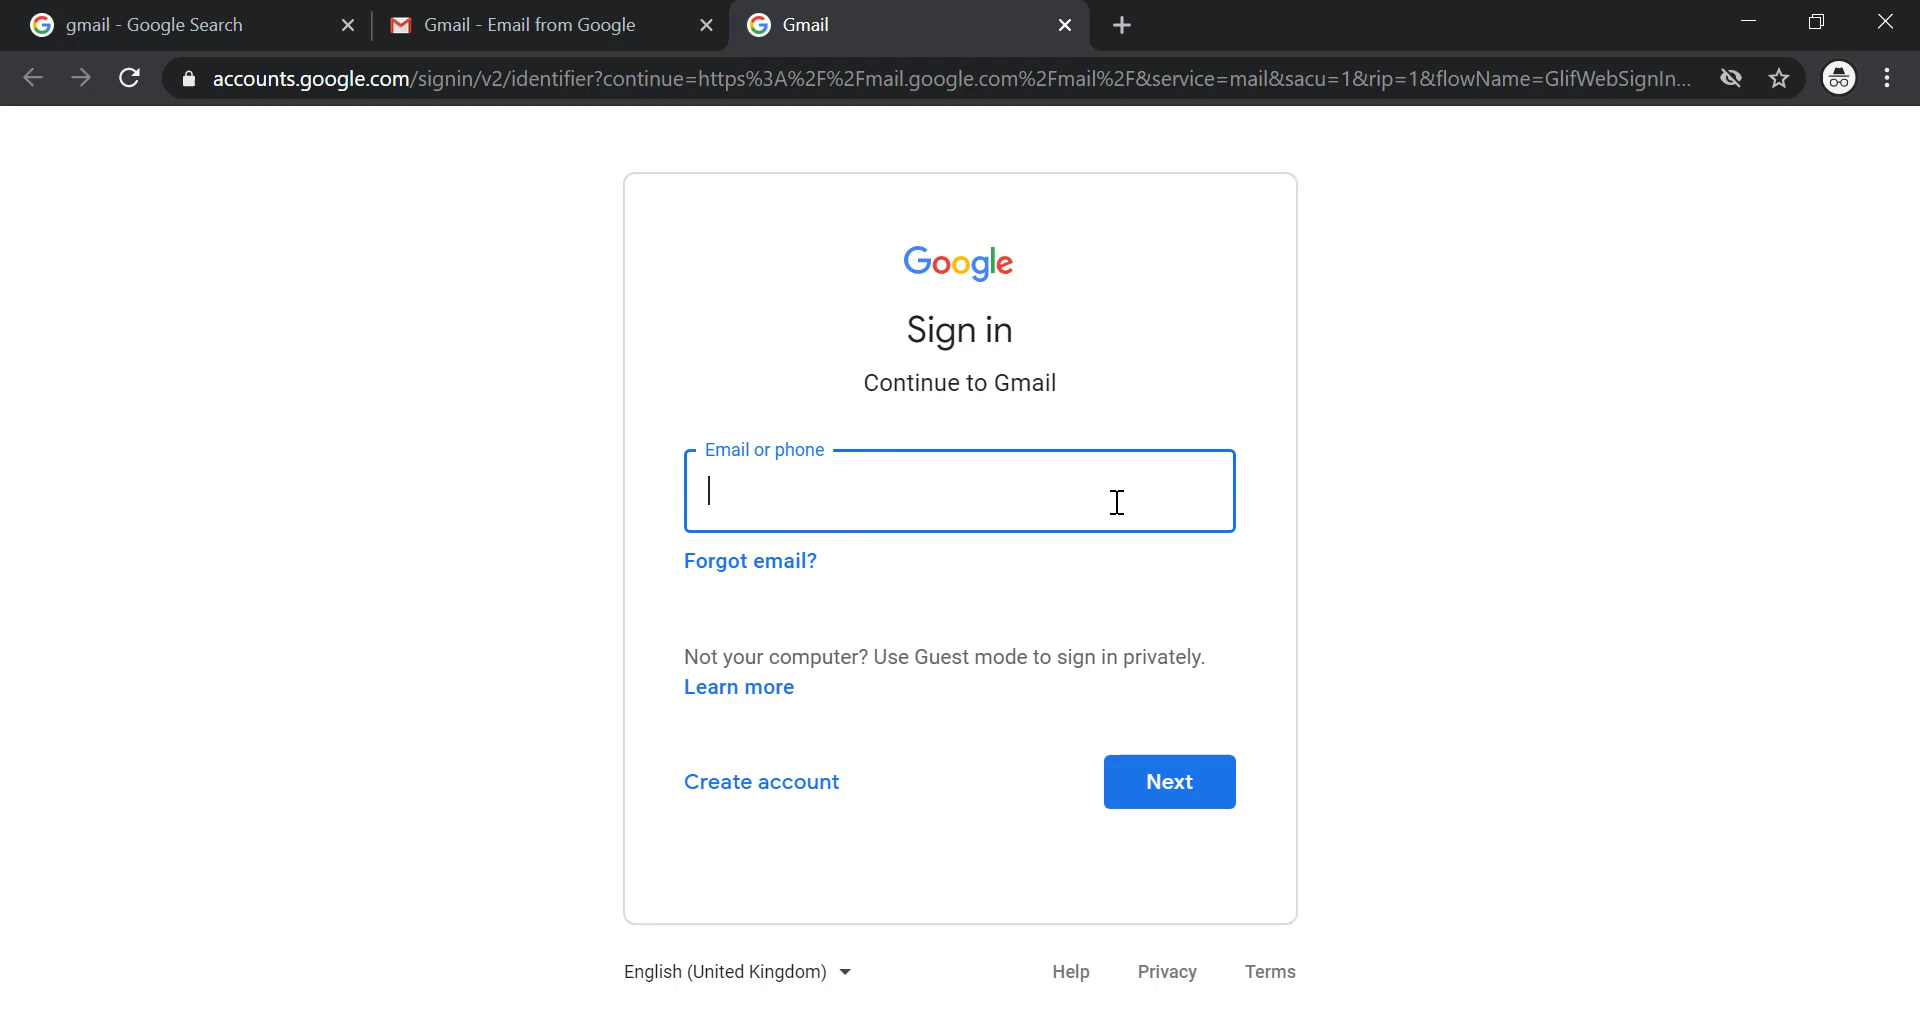 gmail - Google Search
Gmail - Email from Google
Gmail
accounts.google.com/signin/v2/identifier?continue=https%3A%2F%2Fmail.google.com%2Fmail%2F&service=mail&sacu=1&rip=1&flowName=GlifWebSignIn...
Google
Sign in
Continue to Gmail
Email or phone
Forgot email?
Not your computer? Use Guest mode to sign in privately.
Learn more
Create account
Next
English (United Kingdom)
Help
Privacy
Terms